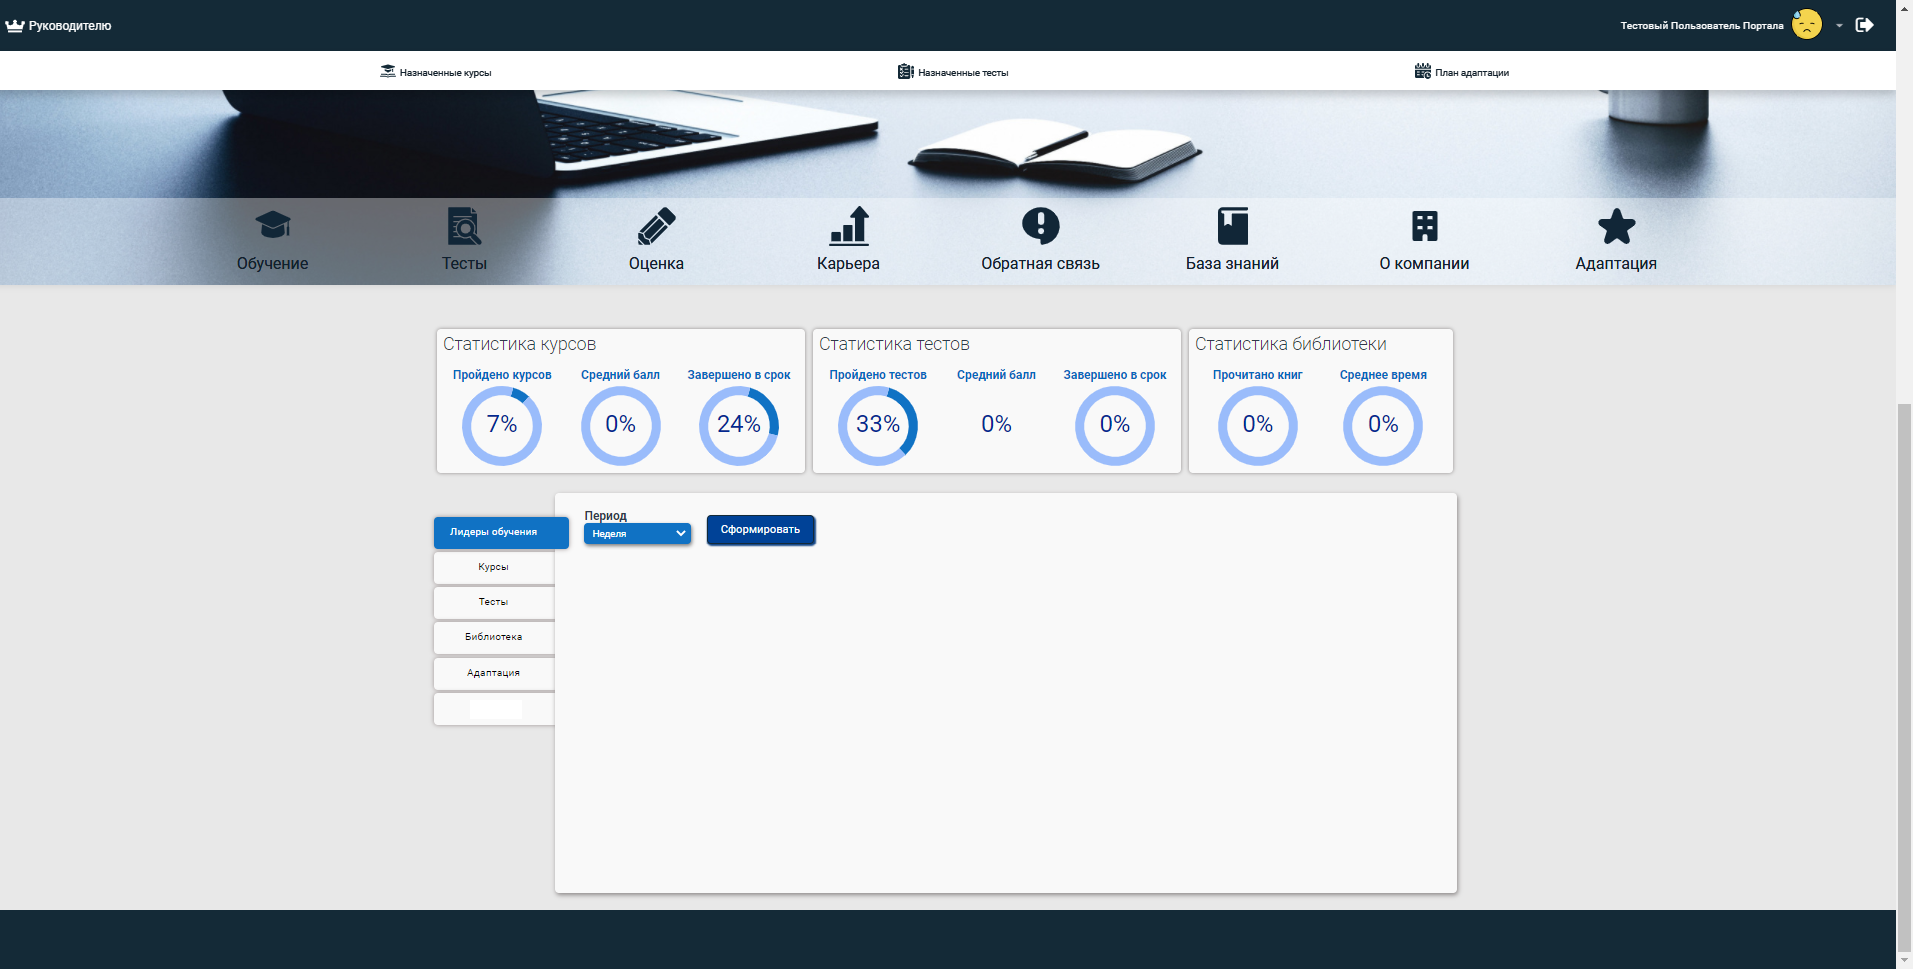 Руководителю
Тестовый Пользователь Портала
Назначенные курсы
Назначенные тесты
План адаптации
Обучение
Тесты
Оценка
Карьера
Обратная связь
База знаний
О компании
Адаптация
Статистика курсов
Пройдено курсов
Средний балл
Завершено в срок
7%
0%
24%
Статистика тестов
Пройдено тестов
Средний балл
Завершено в срок
33%
0%
0%
Статистика библиотеки
Прочитано книг
Среднее время
0%
0%
Лидеры обучения
Курсы
Тесты
Библиотека
Адаптация
Период
Неделя
Сформировать